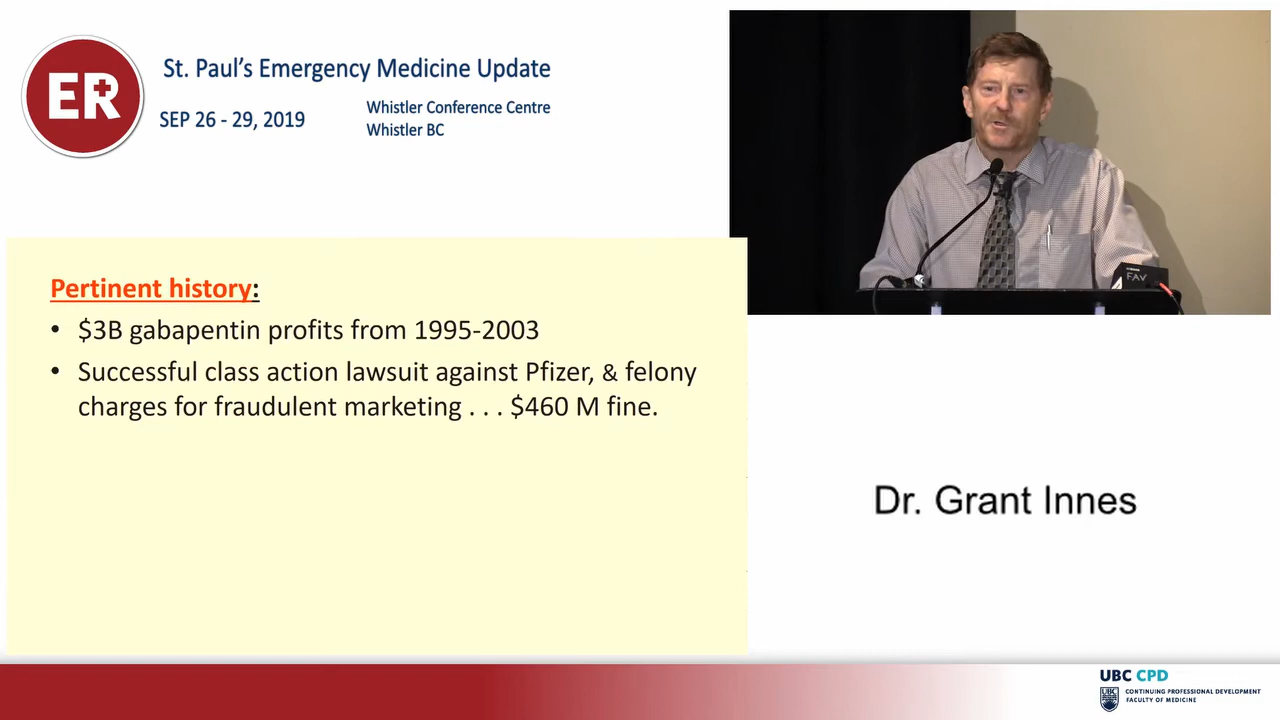 ER
St. Paul's Emergency Medicine Update
SEP 26 - 29, 2019
Whistler Conference Centre
Whistler BC
FAV
Pertinent history:
• $3B gabapentin profits from 1995-2003
• Successful class action lawsuit against Pfizer, & felony
charges for fraudulent marketing . . . $460 M fine.
Dr. Grant Innes
UBC CPD
UBC
CONTINUING PROFESSIONAL DEVELOPMENT
FACULTY OF MEDICINE